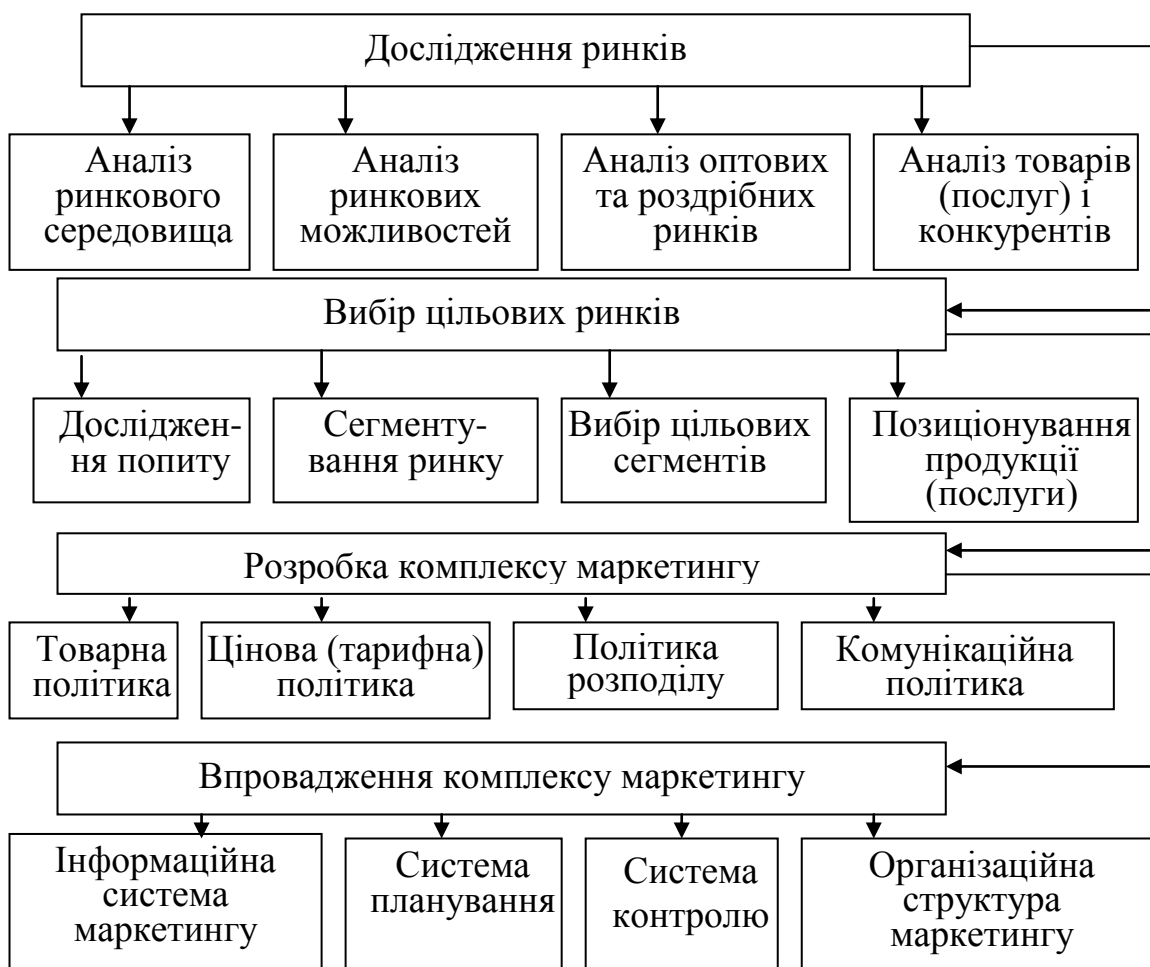 Дослідження ринків
Аналіз
ринкового
середовища
Аналіз
ринкових
можливостей
Аналіз оптових
та роздрібних
ринків
Аналіз товарів
(послуг) і
конкурентів
Вибір цільових ринків
Досліджен-
ня попиту
Сегменту-
вання ринку
Вибір цільових
сегментів
Позиціонування
продукції
(послуги)
Розробка комплексу маркетингу
Товарна
політика
Цінова (тарифна)
політика
Політика
розподілу
Комунікаційна
політика
Впровадження комплексу маркетингу
Інформаційна
система
маркетингу
Система
планування
Система
контролю
Організаційна
структура
маркетингу